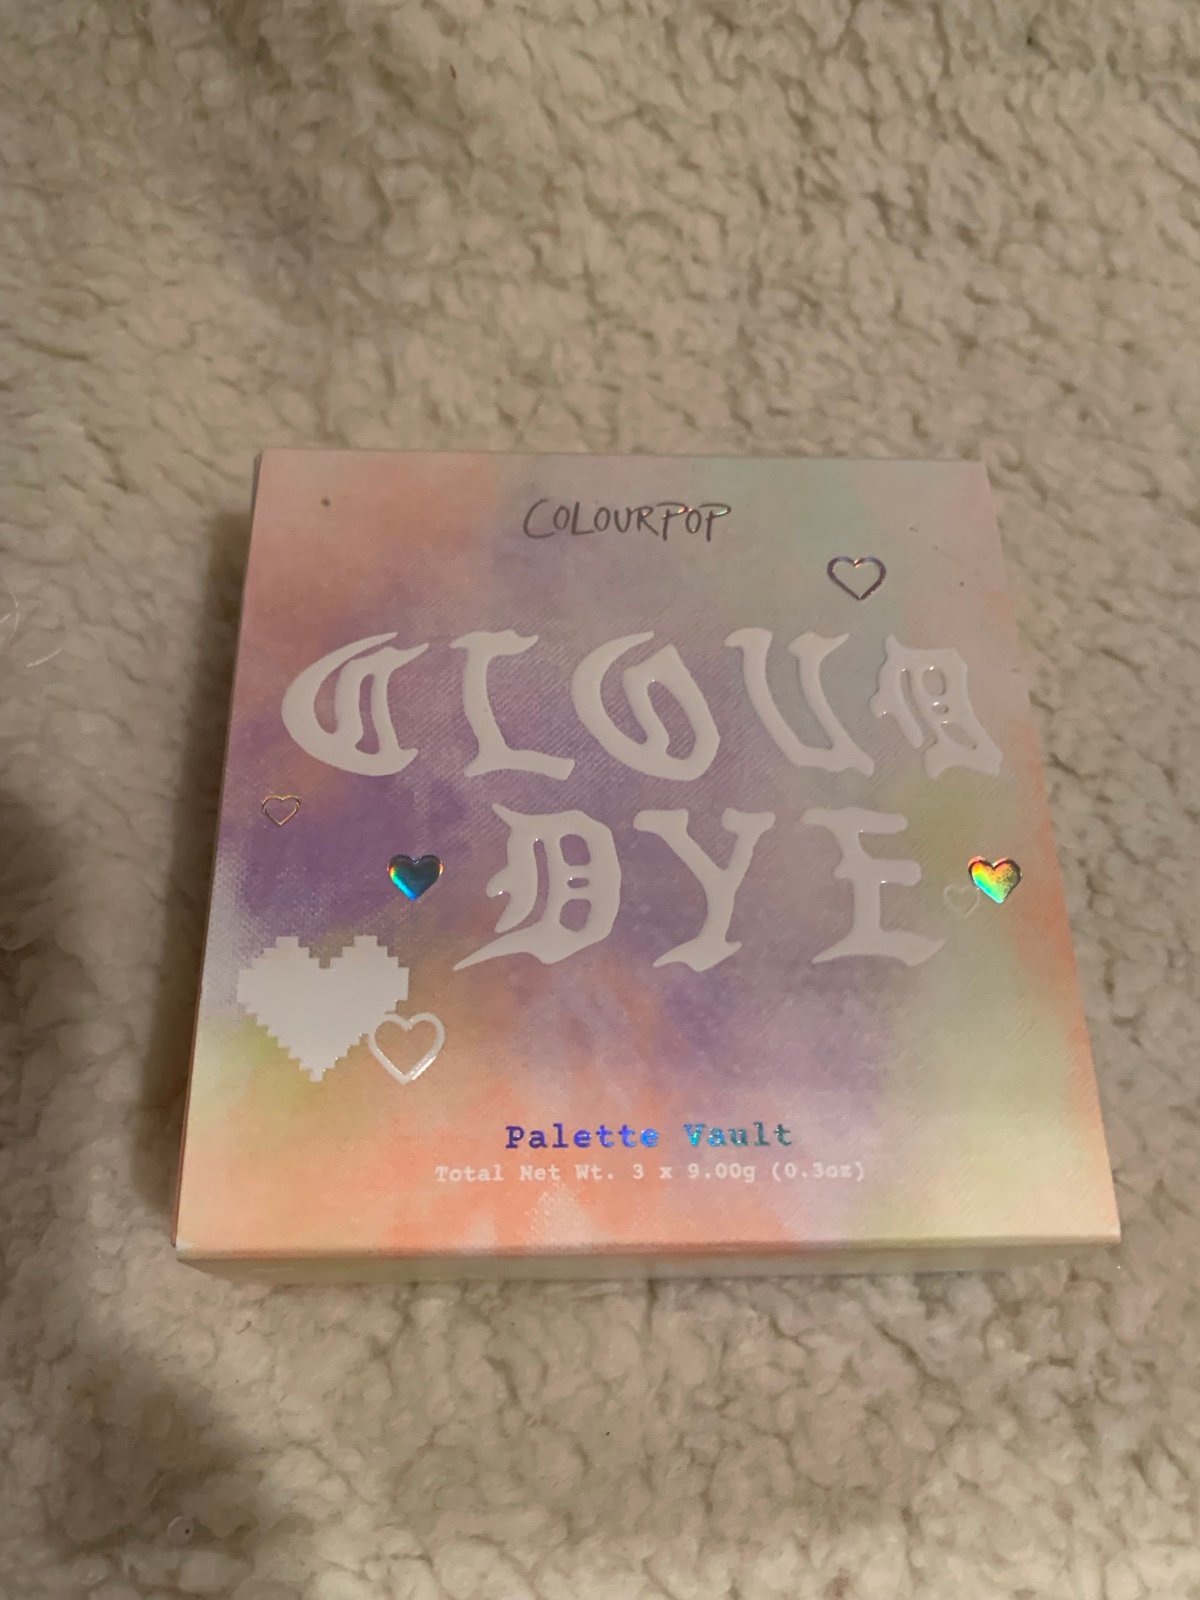 COLOURPOP
CLOUD
DYE
Palette Vault
Total Net Wt. 3 x 9.00g (0.3oz)